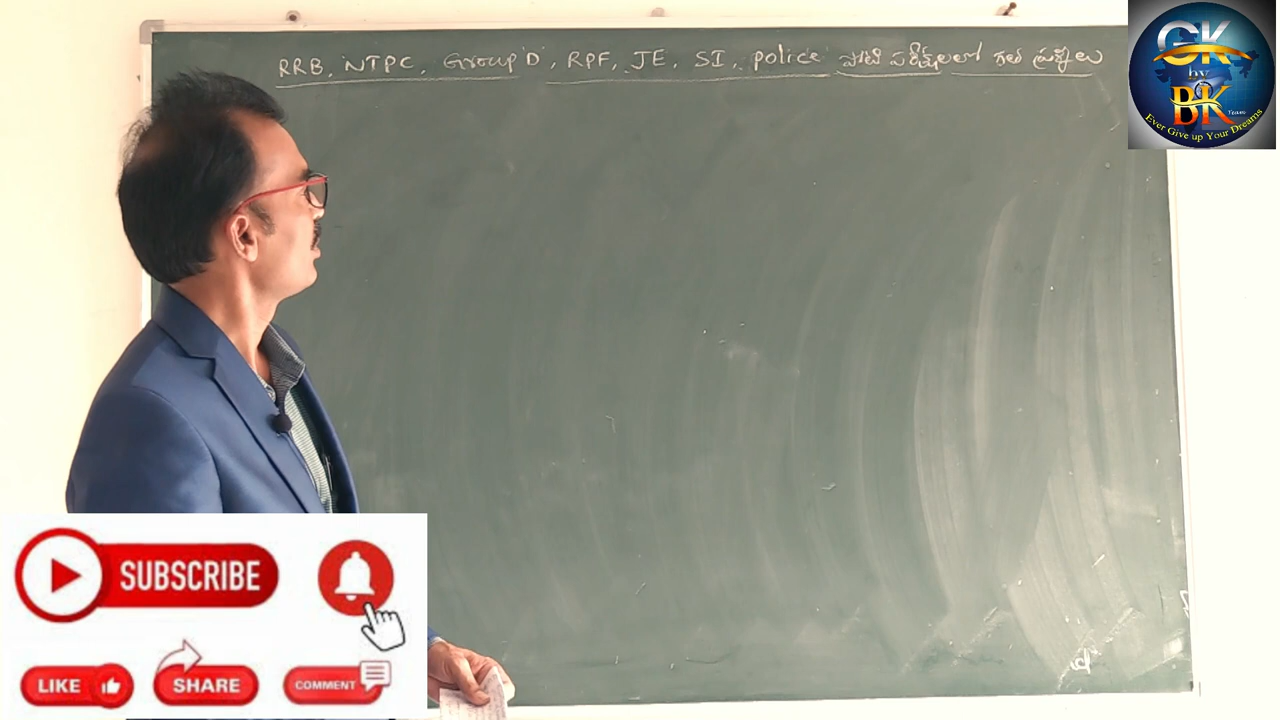 RRB, NTPC, Group 'D', RPF, JE, SI, police పోటీ పరీక్షలలో గల ప్రశ్నలు
GK
by
BK
Team
Ever Give up Your Dreams
SUBSCRIBE
LIKE
SHARE
COMMENT